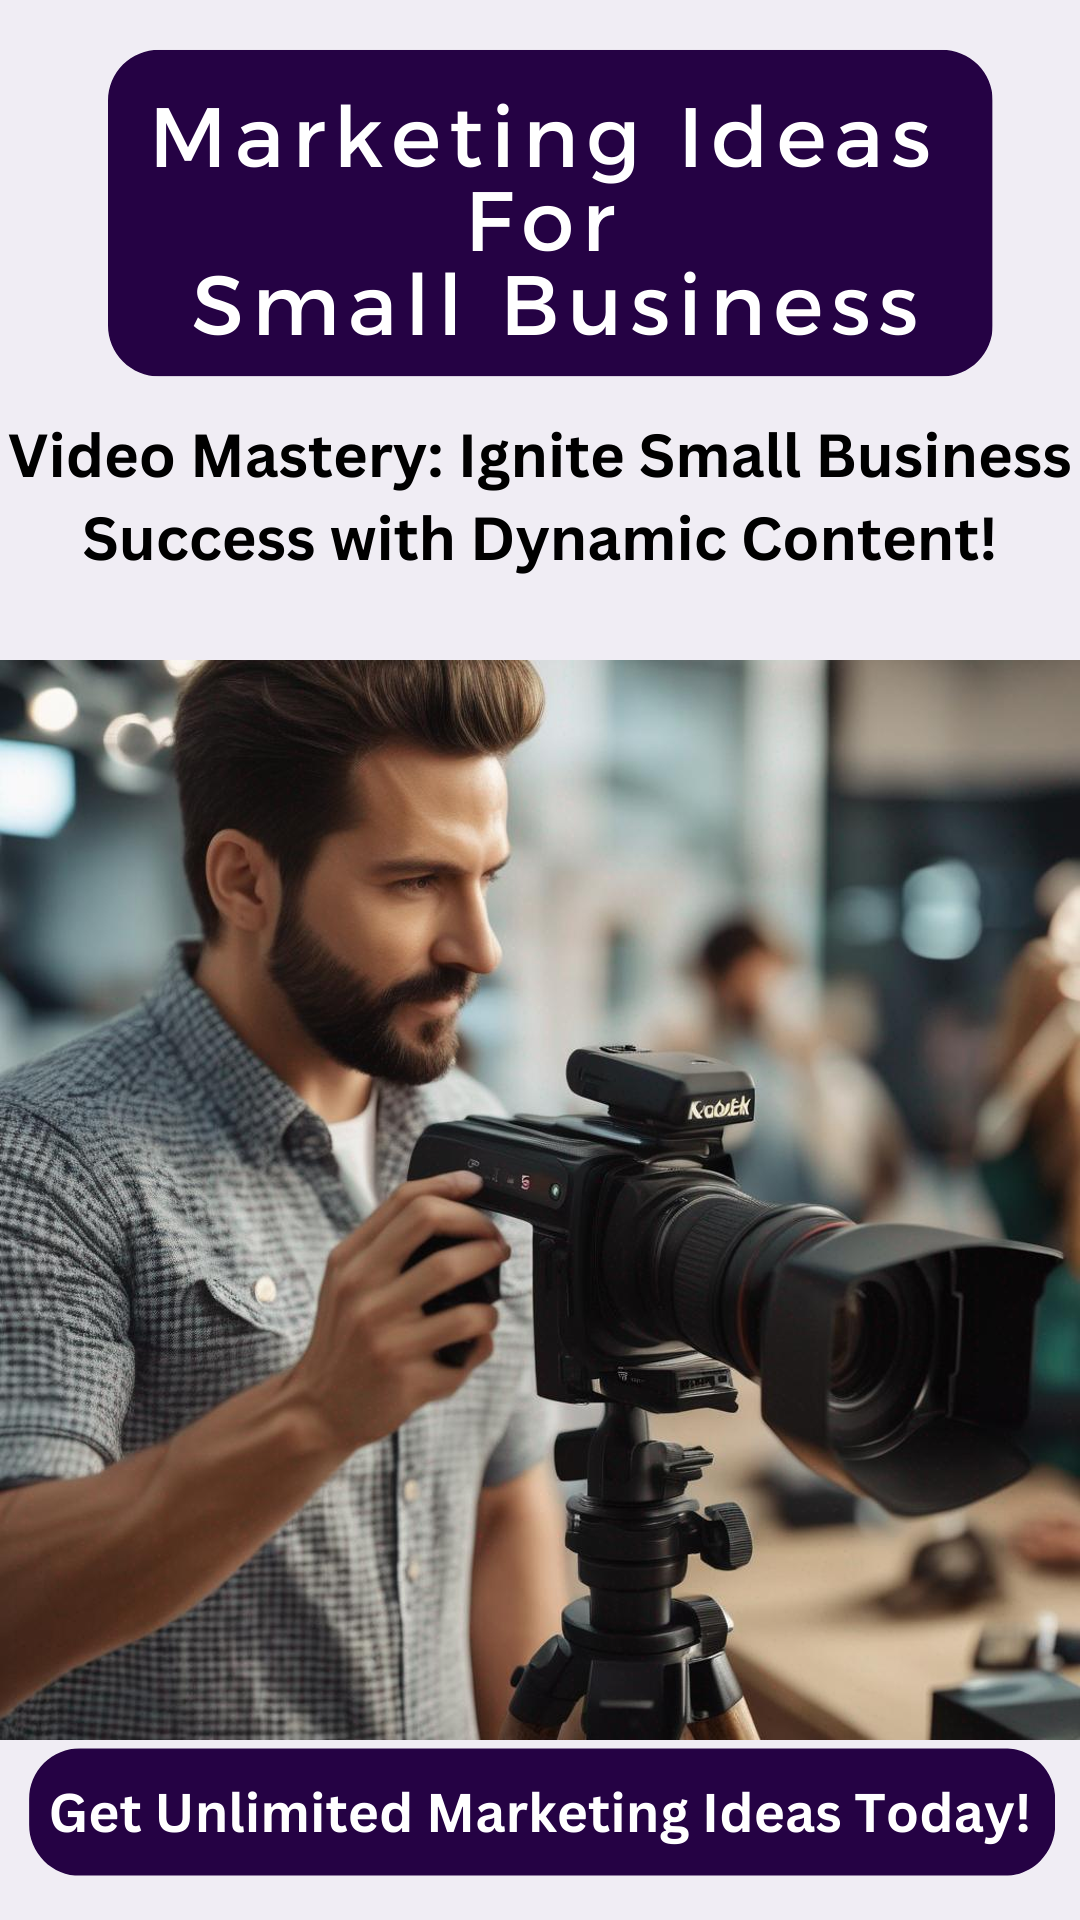 Marketing Ideas
For
Small Business
Video Mastery: Ignite Small Business
Success with Dynamic Content!
Get Unlimited Marketing Ideas Today!